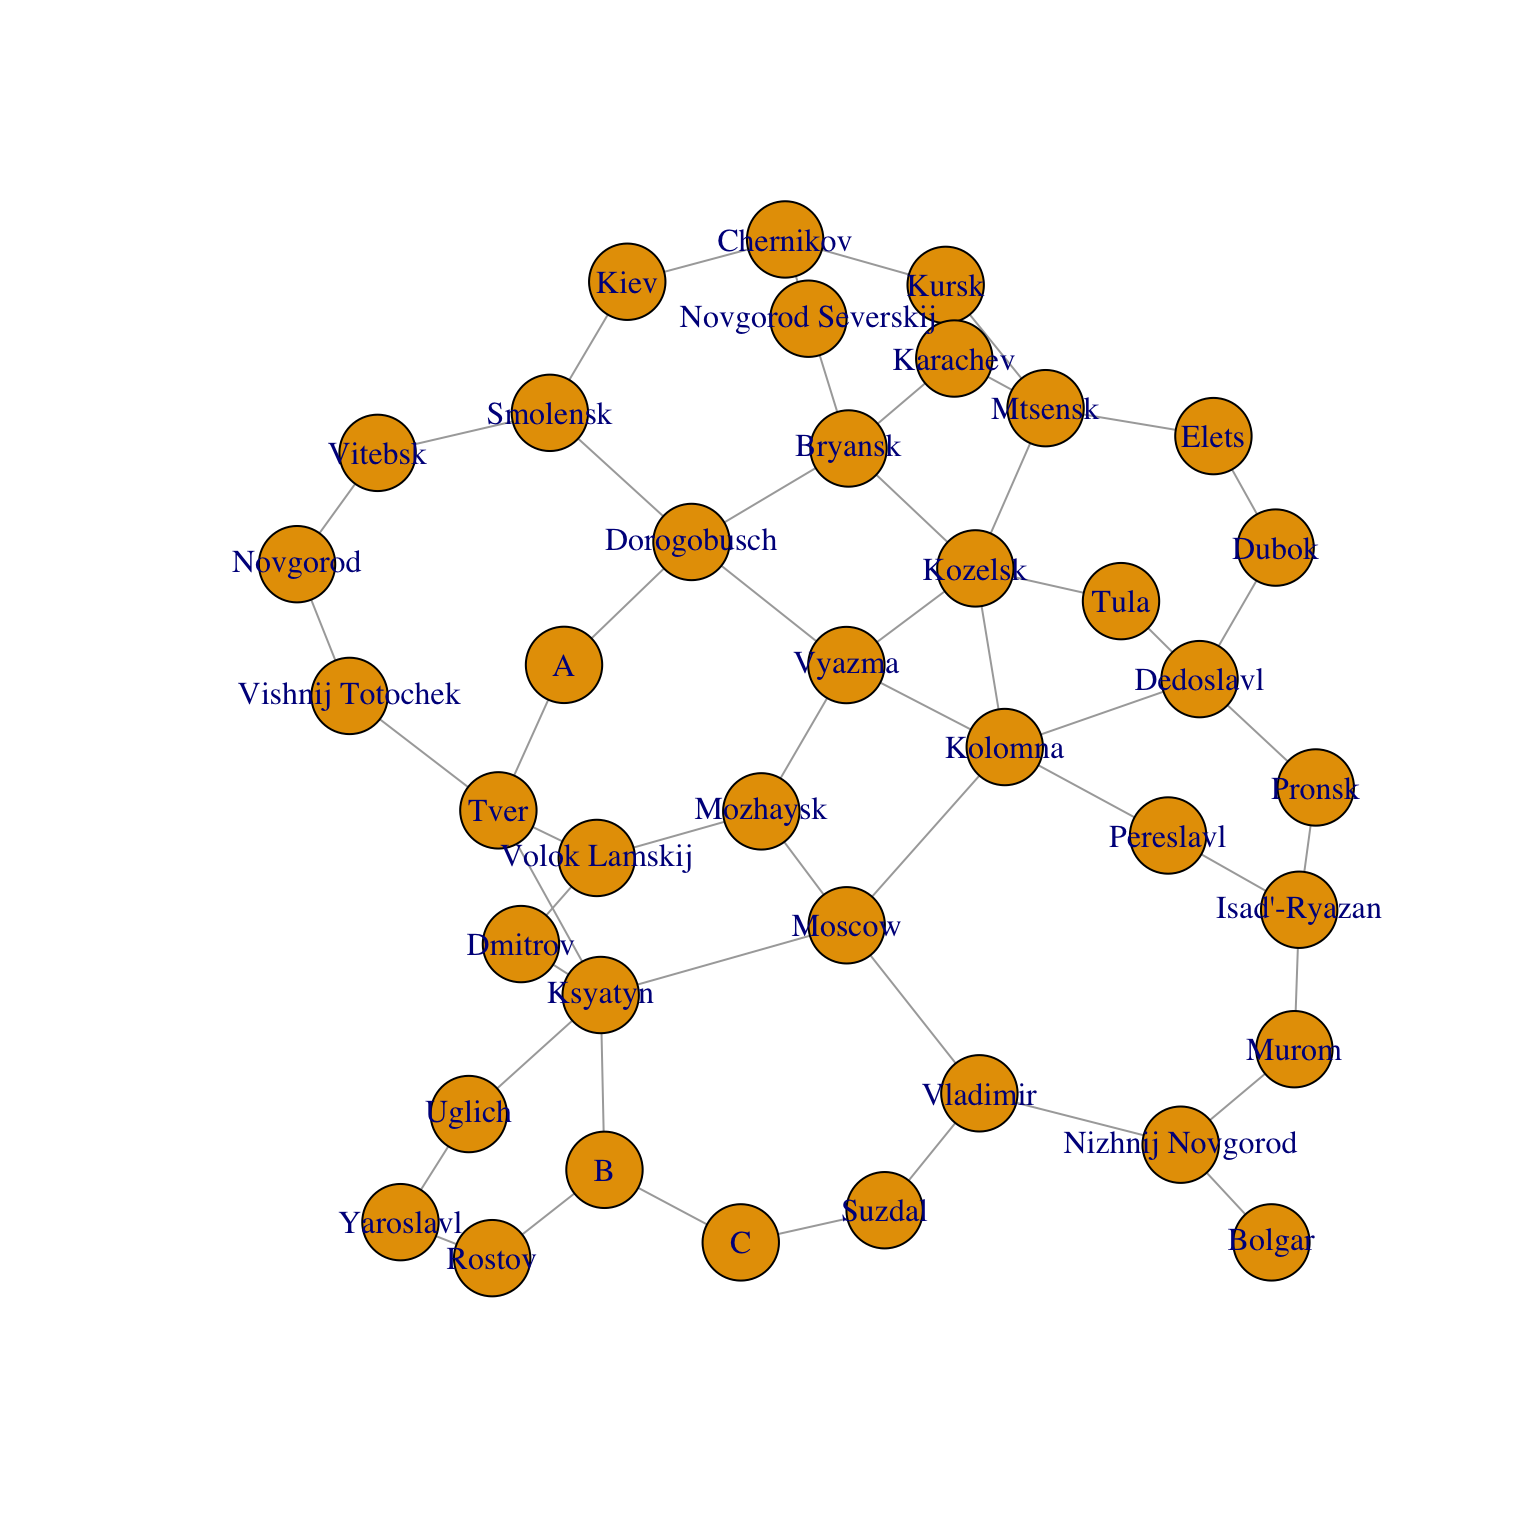 Chernikov
Kiev
Kursk
Novgorod Severskij
Karachev
Mtsensk
Smolensk
Elets
Bryansk
Vitebsk
Dorogobusch
Dubok
Novgorod
Kozelsk
Tula
A
Vyazma
Dedoslavl
Vishnij Totochek
Kolomna
Pronsk
Tver
Mozhaysk
Pereslavl
Volok Lamskij
Isad'-Ryazan
Moscow
Dmitrov
Ksyatyn
Murom
Vladimir
Uglich
Nizhnij Novgorod
B
Suzdal
Yaroslavl
C
Bolgar
Rostov